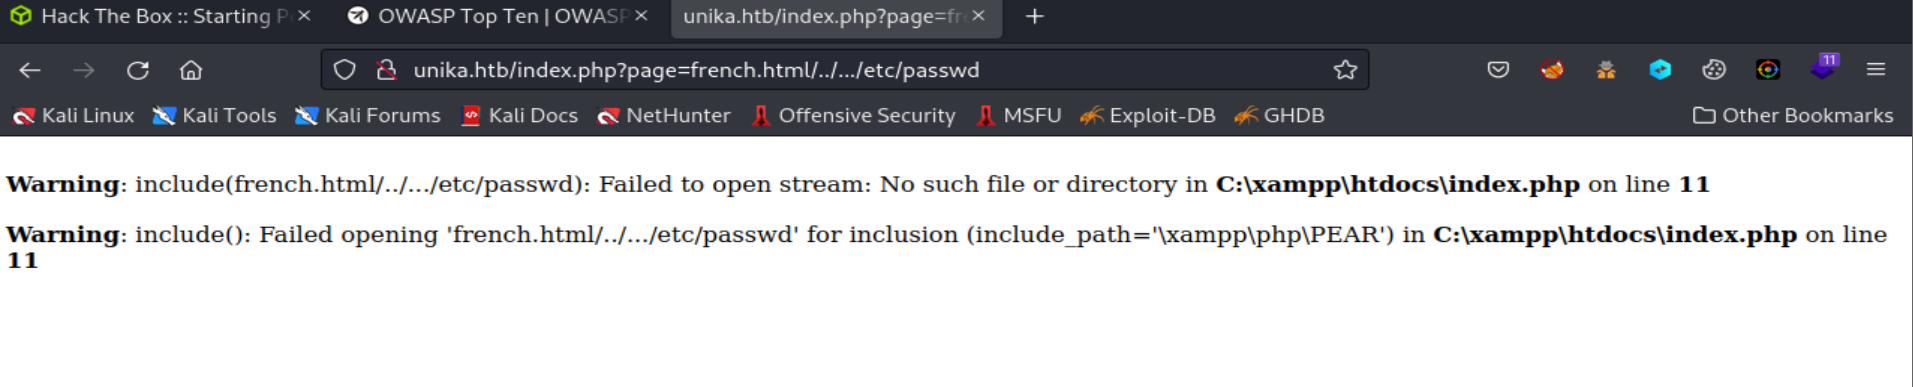 Hack The Box :: Starting P
OWASP Top Ten | OWASP
unika.htb/index.php?page=fre
unika.htb/index.php?page=french.html/../.../etc/passwd
11
Kali Linux Kali Tools Kali Forums Kali Docs NetHunter Offensive Security MSFU Exploit-DB GHDB Other Bookmarks
Warning: include(french.html/../.../etc/passwd): Failed to open stream: No such file or directory in C:\xampp\htdocs\index.php on line 11
Warning: include(): Failed opening 'french.html/../.../etc/passwd' for inclusion (include_path='\xampp\php\PEAR') in C:\xampp\htdocs\index.php on line
11